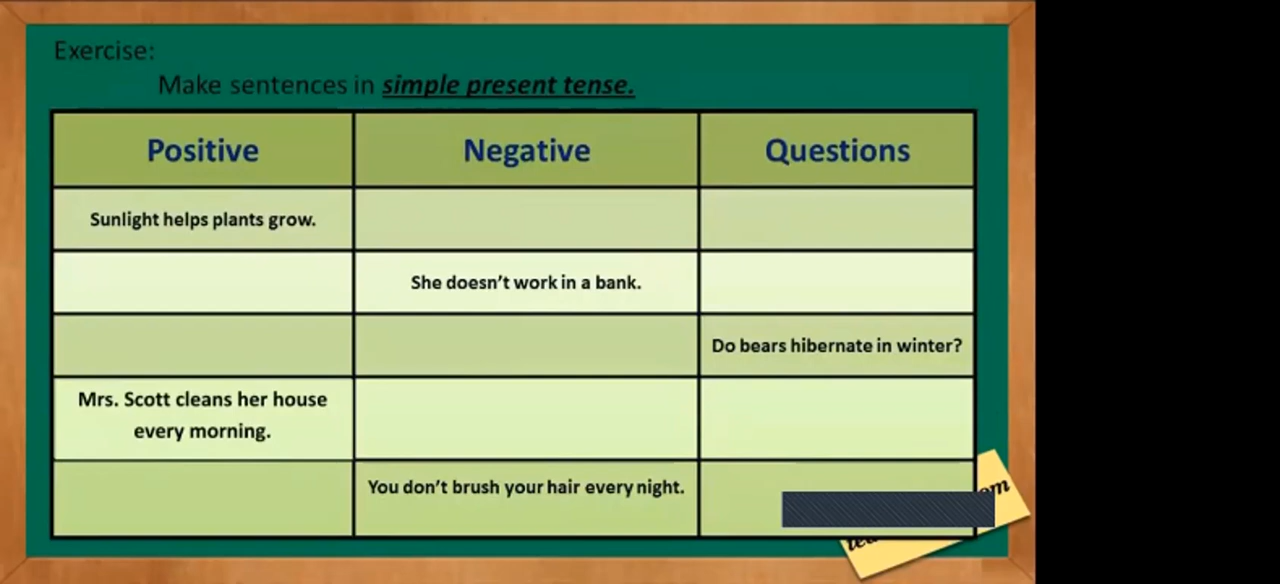 Exercise:
Make sentences in simple present tense.
Positive Negative Questions
Sunlight helps plants grow.
She doesn't work in a bank.
Do bears hibernate in winter?
Mrs. Scott cleans her house
every morning.
You don't brush your hair every night.